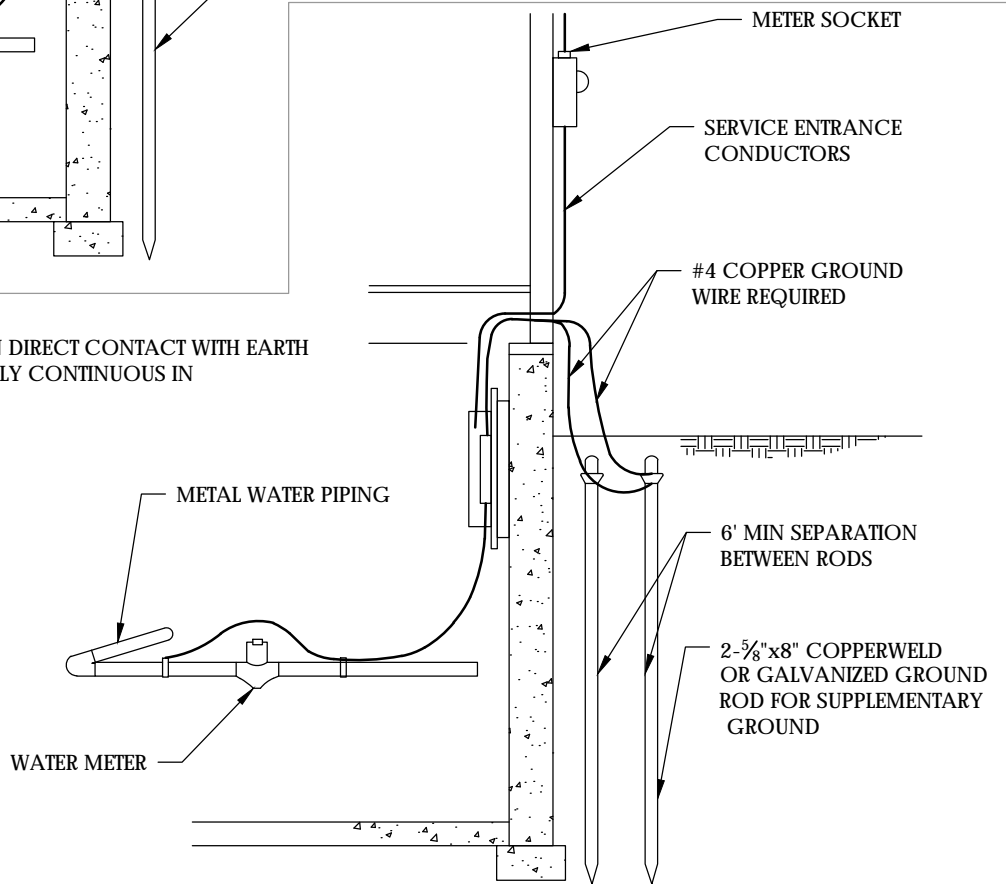 METER SOCKET
SERVICE ENTRANCE
CONDUCTORS
#4 COPPER GROUND
WIRE REQUIRED
DIRECT CONTACT WITH EARTH
LY CONTINUOUS IN
METAL WATER PIPING
6' MIN SEPARATION
BETWEEN RODS
2-⅝"x8" COPPERWELD
OR GALVANIZED GROUND
ROD FOR SUPPLEMENTARY
GROUND
WATER METER